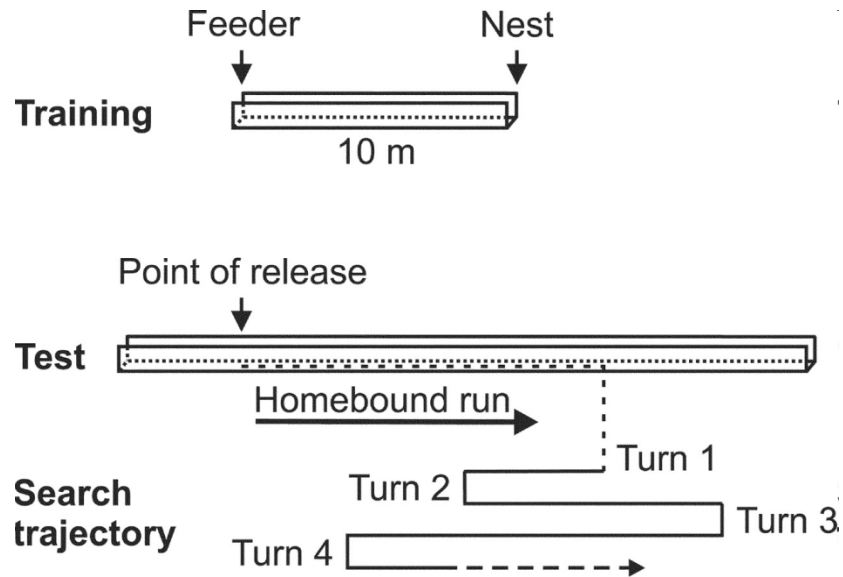 Feeder
Nest
Training
10 m
Point of release
Test
Homebound run
Turn 1
Turn 2
Search
trajectory
Turn 3
Turn 4